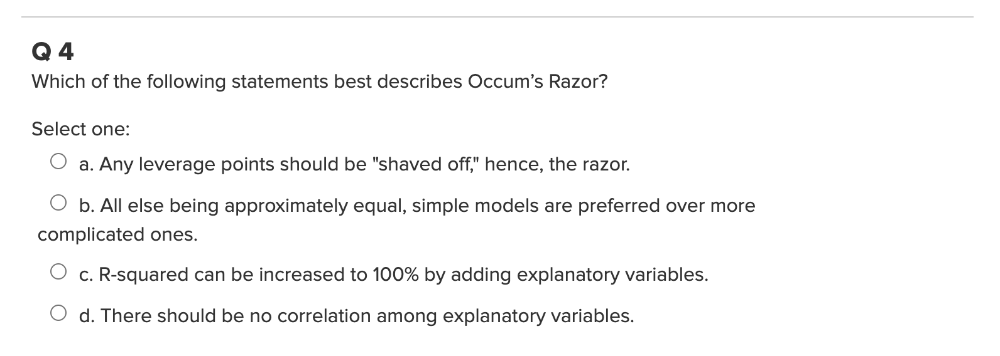 Q 4
Which of the following statements best describes Occum’s Razor?
Select one:
a. Any leverage points should be "shaved off," hence, the razor.
b. All else being approximately equal, simple models are preferred over more
complicated ones.
c. R-squared can be increased to 100% by adding explanatory variables.
d. There should be no correlation among explanatory variables.